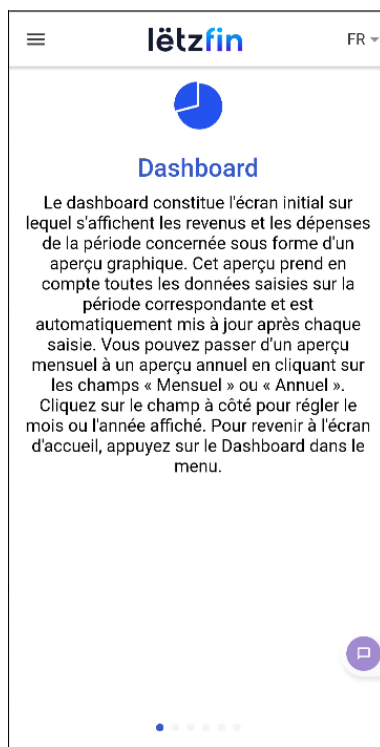 lëtzfin
FR
Dashboard
Le dashboard constitue l'écran initial sur
lequel s'affichent les revenus et les dépenses
de la période concernée sous forme d'un
aperçu graphique. Cet aperçu prend en
compte toutes les données saisies sur la
période correspondante et est
automatiquement mis à jour après chaque
saisie. Vous pouvez passer d'un aperçu
mensuel à un aperçu annuel en cliquant sur
les champs « Mensuel » ou « Annuel ».
Cliquez sur le champ à côté pour régler le
mois ou l'année affiché. Pour revenir à l'écran
d'accueil, appuyez sur le Dashboard dans le
menu.